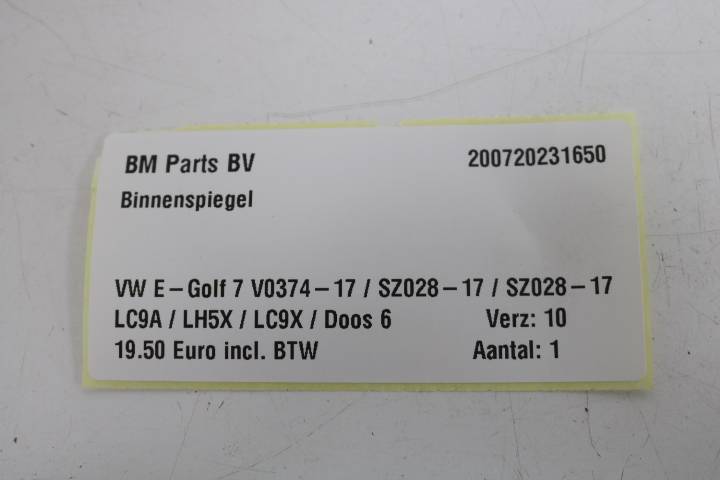 BM Parts BV 200720231650
Binnenspiegel
VW E-Golf 7 V0374-17 / SZ028-17 / SZ028-17
LC9A / LH5X / LC9X / Doos 6 Verz: 10
19.50 Euro incl. BTW Aantal: 1